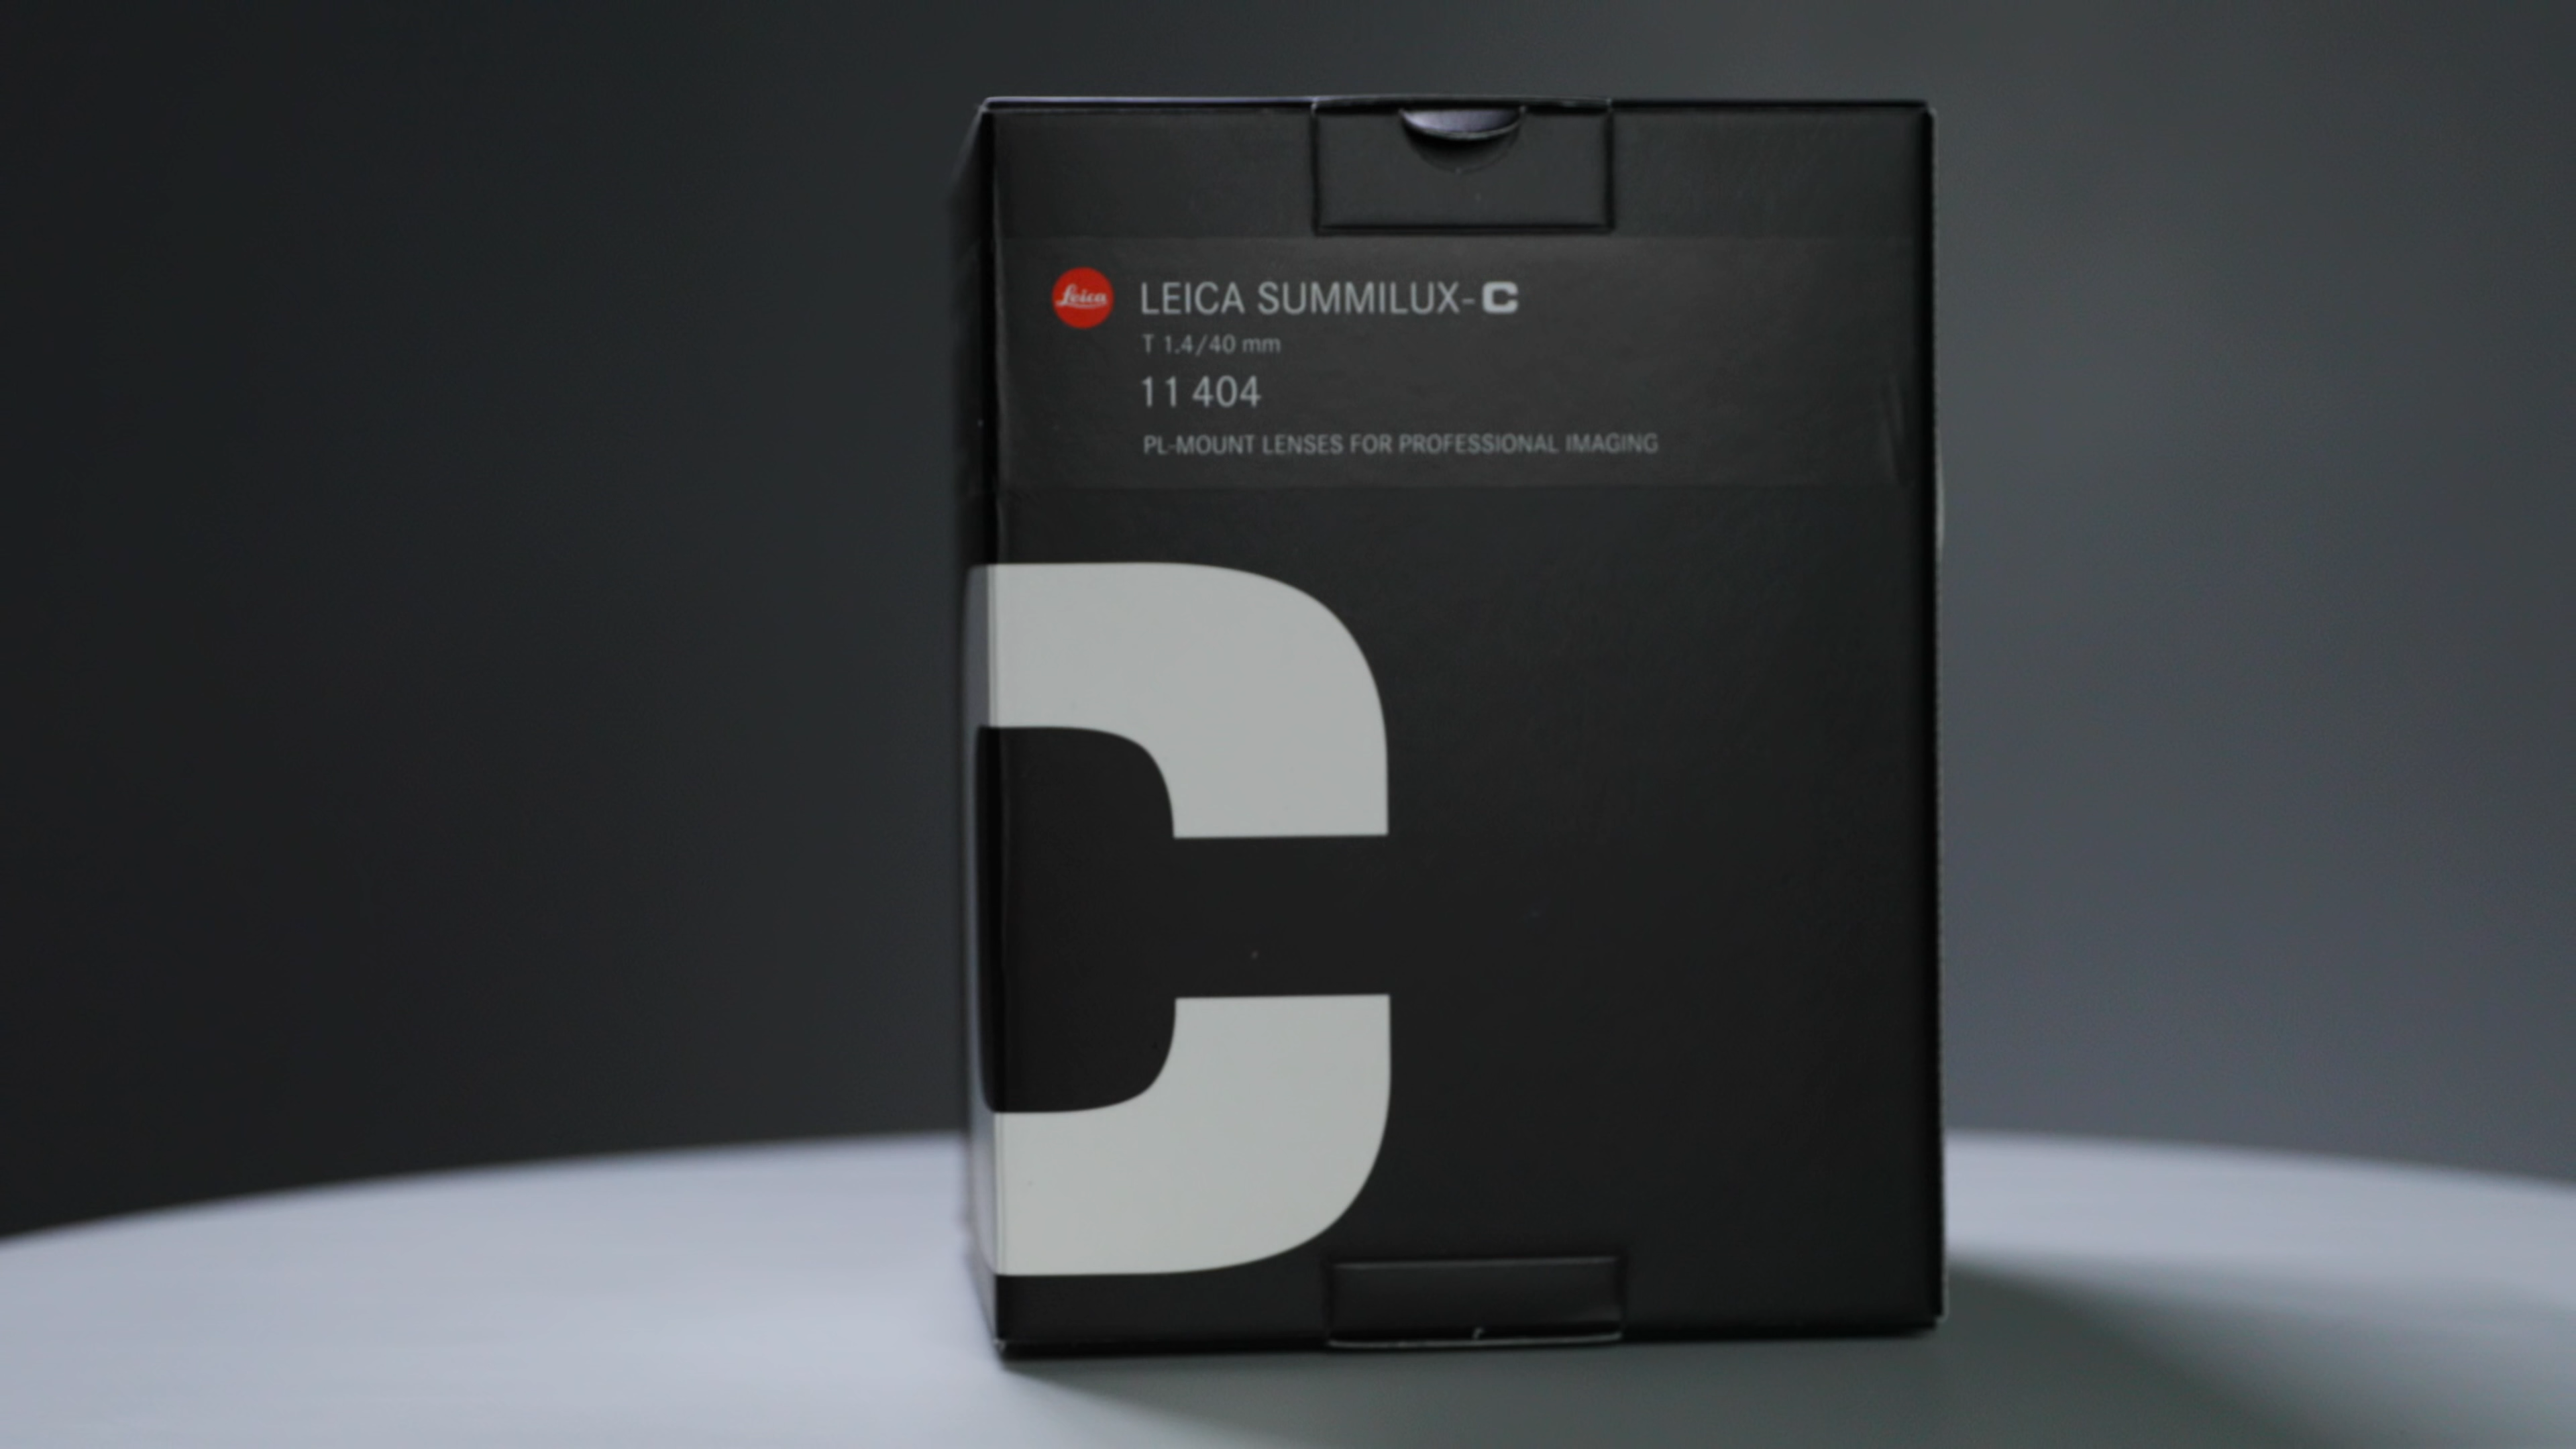 Leica
LEICA SUMMILUX-C
T 1.4/40 mm
11 404
PL-MOUNT LENSES FOR PROFESSIONAL IMAGING
C